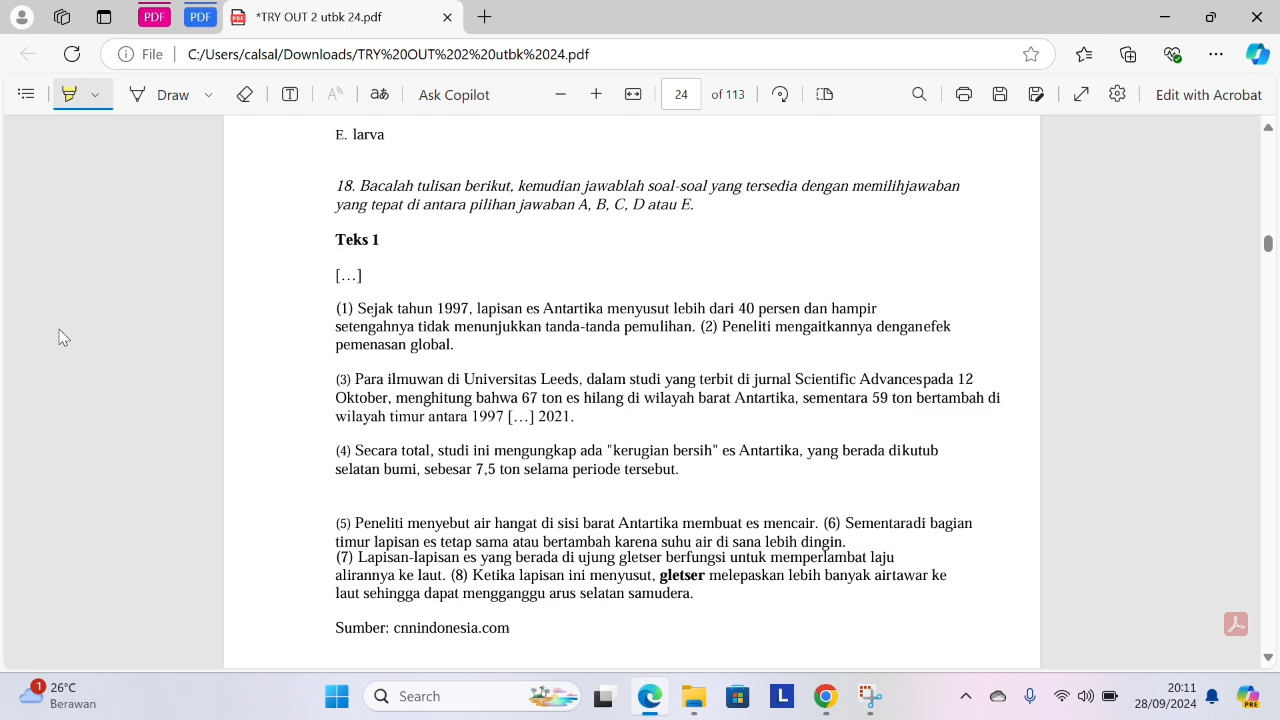 PDF
PDF
PDF
*TRY OUT 2 utbk 24.pdf
File
C:/Users/calsal/Downloads/TRY%20OUT%202%20utbk%2024.pdf
Draw
aあ
Ask Copilot
24
of 113
Edit with Acrobat
E. larva
18. Bacalah tulisan berikut, kemudian jawablah soal-soal yang tersedia dengan memilihjawaban
yang tepat di antara pilihan jawaban A, B, C, D atau E.
Teks 1
[…]
(1) Sejak tahun 1997, lapisan es Antartika menyusut lebih dari 40 persen dan hampir
setengahnya tidak menunjukkan tanda-tanda pemulihan. (2) Peneliti mengaitkannya denganefek
pemenasan global.
(3) Para ilmuwan di Universitas Leeds, dalam studi yang terbit di jurnal Scientific Advancespada 12
Oktober, menghitung bahwa 67 ton es hilang di wilayah barat Antartika, sementara 59 ton bertambah di
wilayah timur antara 1997 […] 2021.
(4) Secara total, studi ini mengungkap ada "kerugian bersih" es Antartika, yang berada dikutub
selatan bumi, sebesar 7,5 ton selama periode tersebut.
(5) Peneliti menyebut air hangat di sisi barat Antartika membuat es mencair. (6) Sementaradi bagian
timur lapisan es tetap sama atau bertambah karena suhu air di sana lebih dingin.
(7) Lapisan-lapisan es yang berada di ujung gletser berfungsi untuk memperlambat laju
alirannya ke laut. (8) Ketika lapisan ini menyusut, gletser melepaskan lebih banyak airtawar ke
laut sehingga dapat mengganggu arus selatan samudera.
Sumber: cnnindonesia.com
1
26°C
Berawan
Search
L
20:11
28/09/2024
PRE